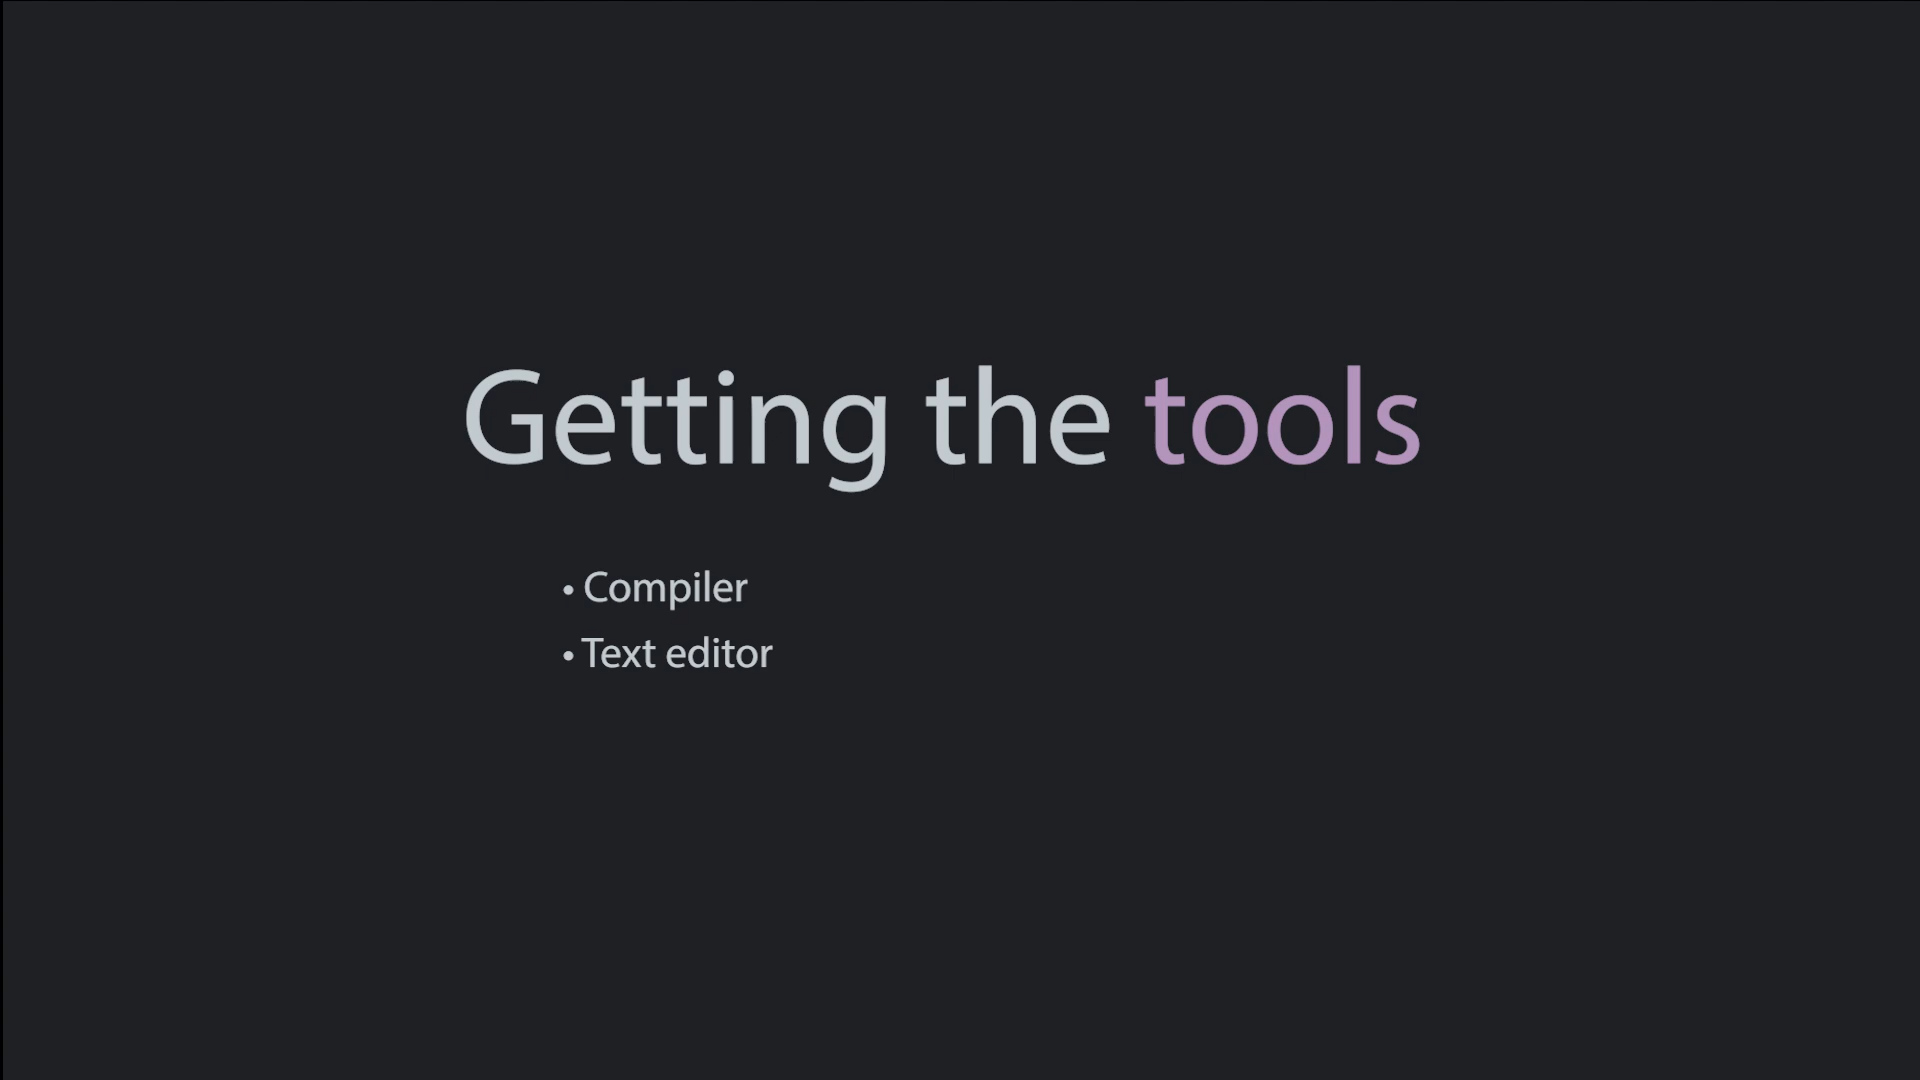 Getting the tools
• Compiler
• Text editor